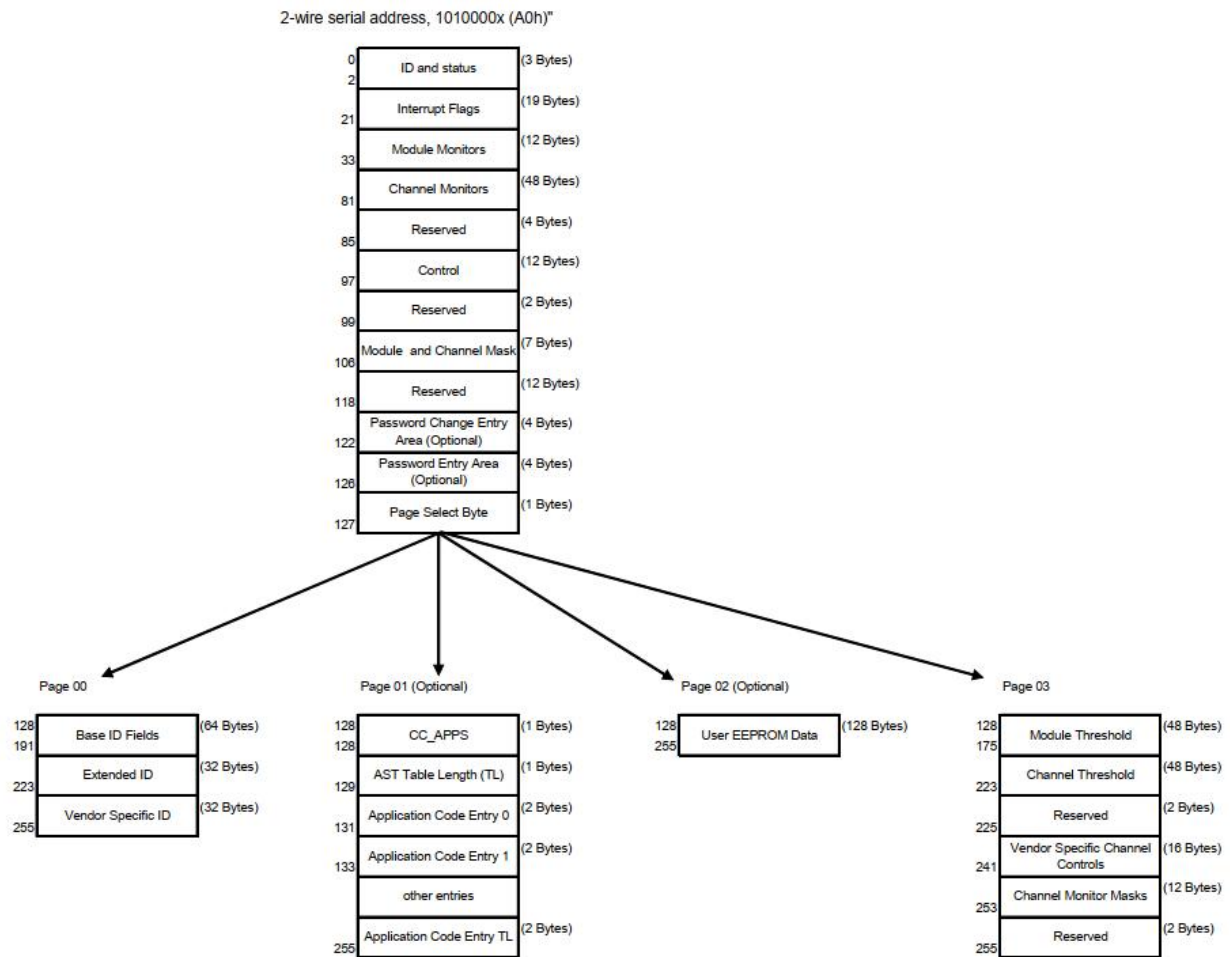 2-wire serial address, 1010000x (A0h)"
0
ID and status
(3 Bytes)
2
Interrupt Flags
(19 Bytes)
21
Module Monitors
(12 Bytes)
33
Channel Monitors
(48 Bytes)
81
Reserved
(4 Bytes)
85
Control
(12 Bytes)
97
Reserved
(2 Bytes)
99
Module and Channel Mask
(7 Bytes)
106
Reserved
(12 Bytes)
118
Password Change Entry
Area (Optional)
(4 Bytes)
122
Password Entry Area
(Optional)
(4 Bytes)
126
Page Select Byte
(1 Bytes)
127
Page 00
128
Base ID Fields
(64 Bytes)
191
Extended ID
(32 Bytes)
223
Vendor Specific ID
(32 Bytes)
255
Page 01 (Optional)
128
CC_APPS
(1 Bytes)
128
AST Table Length (TL)
(1 Bytes)
129
Application Code Entry 0
(2 Bytes)
131
Application Code Entry 1
(2 Bytes)
133
other entries
Application Code Entry TL
(2 Bytes)
255
Page 02 (Optional)
128
User EEPROM Data
(128 Bytes)
255
Page 03
128
Module Threshold
(48 Bytes)
175
Channel Threshold
(48 Bytes)
223
Reserved
(2 Bytes)
225
Vendor Specific Channel
Controls
(16 Bytes)
241
Channel Monitor Masks
(12 Bytes)
253
Reserved
(2 Bytes)
255